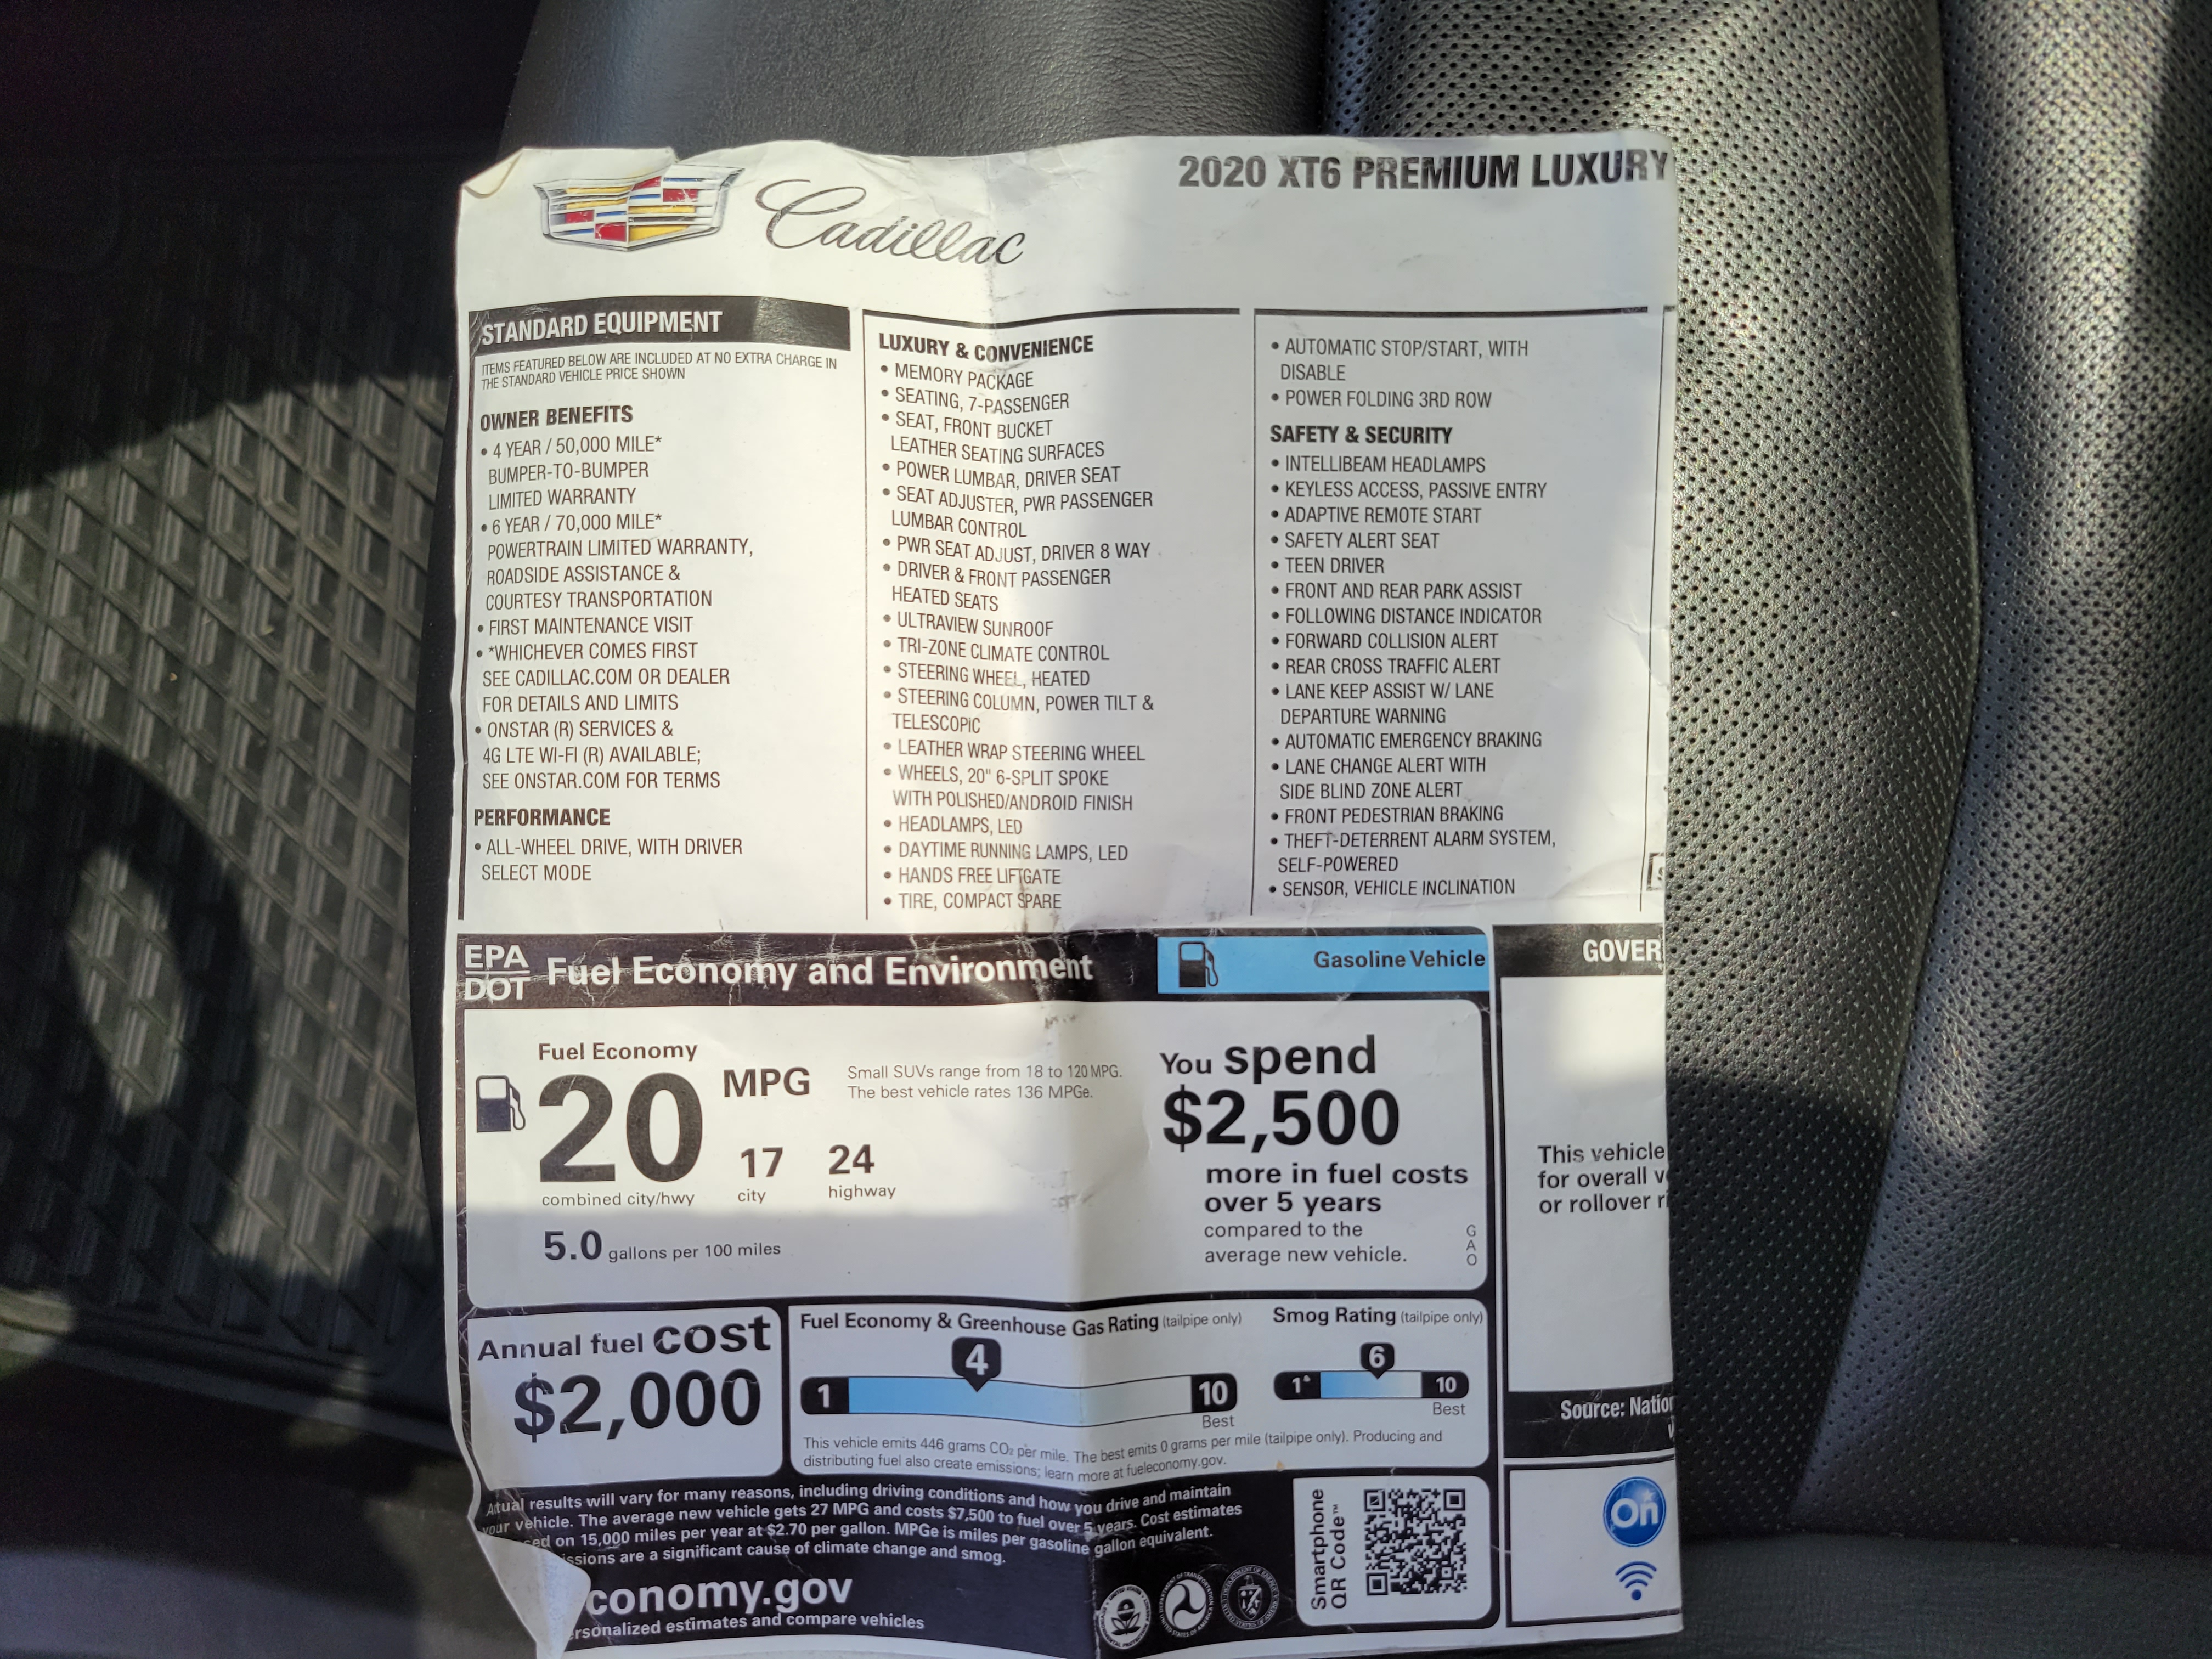 Cadillac
2020 XT6 PREMIUM LUXURY
STANDARD EQUIPMENT
ITEMS FEATURED BELOW ARE INCLUDED AT NO EXTRA CHARGE IN
THE STANDARD VEHICLE PRICE SHOWN
OWNER BENEFITS
• 4 YEAR / 50,000 MILE*
BUMPER-TO-BUMPER
LIMITED WARRANTY
• 6 YEAR / 70,000 MILE*
POWERTRAIN LIMITED WARRANTY,
ROADSIDE ASSISTANCE &
COURTESY TRANSPORTATION
• FIRST MAINTENANCE VISIT
• *WHICHEVER COMES FIRST
SEE CADILLAC.COM OR DEALER
FOR DETAILS AND LIMITS
• ONSTAR (R) SERVICES &
4G LTE WI-FI (R) AVAILABLE;
SEE ONSTAR.COM FOR TERMS
PERFORMANCE
• ALL-WHEEL DRIVE, WITH DRIVER
SELECT MODE
LUXURY & CONVENIENCE
• MEMORY PACKAGE
• SEATING, 7-PASSENGER
• SEAT, FRONT BUCKET
LEATHER SEATING SURFACES
• POWER LUMBAR, DRIVER SEAT
• SEAT ADJUSTER, PWR PASSENGER
LUMBAR CONTROL
• PWR SEAT ADJUST, DRIVER 8 WAY
• DRIVER & FRONT PASSENGER
HEATED SEATS
• ULTRAVIEW SUNROOF
• TRI-ZONE CLIMATE CONTROL
• STEERING WHEEL, HEATED
• STEERING COLUMN, POWER TILT &
TELESCOPIC
• LEATHER WRAP STEERING WHEEL
• WHEELS, 20" 6-SPLIT SPOKE
WITH POLISHED/ANDROID FINISH
• HEADLAMPS, LED
• DAYTIME RUNNING LAMPS, LED
• HANDS FREE LIFTGATE
• TIRE, COMPACT SPARE
• AUTOMATIC STOP/START, WITH
DISABLE
• POWER FOLDING 3RD ROW
SAFETY & SECURITY
• INTELLIBEAM HEADLAMPS
• KEYLESS ACCESS, PASSIVE ENTRY
• ADAPTIVE REMOTE START
• SAFETY ALERT SEAT
• TEEN DRIVER
• FRONT AND REAR PARK ASSIST
• FOLLOWING DISTANCE INDICATOR
• FORWARD COLLISION ALERT
• REAR CROSS TRAFFIC ALERT
• LANE KEEP ASSIST W/ LANE
DEPARTURE WARNING
• AUTOMATIC EMERGENCY BRAKING
• LANE CHANGE ALERT WITH
SIDE BLIND ZONE ALERT
• FRONT PEDESTRIAN BRAKING
• THEFT-DETERRENT ALARM SYSTEM,
SELF-POWERED
• SENSOR, VEHICLE INCLINATION
EPA
DOT
Fuel Economy and Environment
Gasoline Vehicle
Fuel Economy
20 MPG
combined city/hwy
17
city
24
highway
5.0 gallons per 100 miles
Small SUVs range from 18 to 120 MPG.
The best vehicle rates 136 MPGe.
You spend
$2,500
more in fuel costs
over 5 years
compared to the
average new vehicle.
GAO
Annual fuel cost
$2,000
Fuel Economy & Greenhouse Gas Rating (tailpipe only)
4
1
10
Best
Smog Rating (tailpipe only)
6
1
10
Best
This vehicle emits 446 grams CO₂ per mile. The best emits 0 grams per mile (tailpipe only). Producing and
distributing fuel also create emissions; learn more at fueleconomy.gov.
Actual results will vary for many reasons, including driving conditions and how you drive and maintain
your vehicle. The average new vehicle gets 27 MPG and costs $7,500 to fuel over 5 years. Cost estimates
sed on 15,000 miles per year at $2.70 per gallon. MPGe is miles per gasoline gallon equivalent.
issions are a significant cause of climate change and smog.
conomy.gov
rsonalized estimates and compare vehicles
Smartphone
QR Code™
GOVER
This vehicle
for overall v
or rollover r
Source: Natio
On